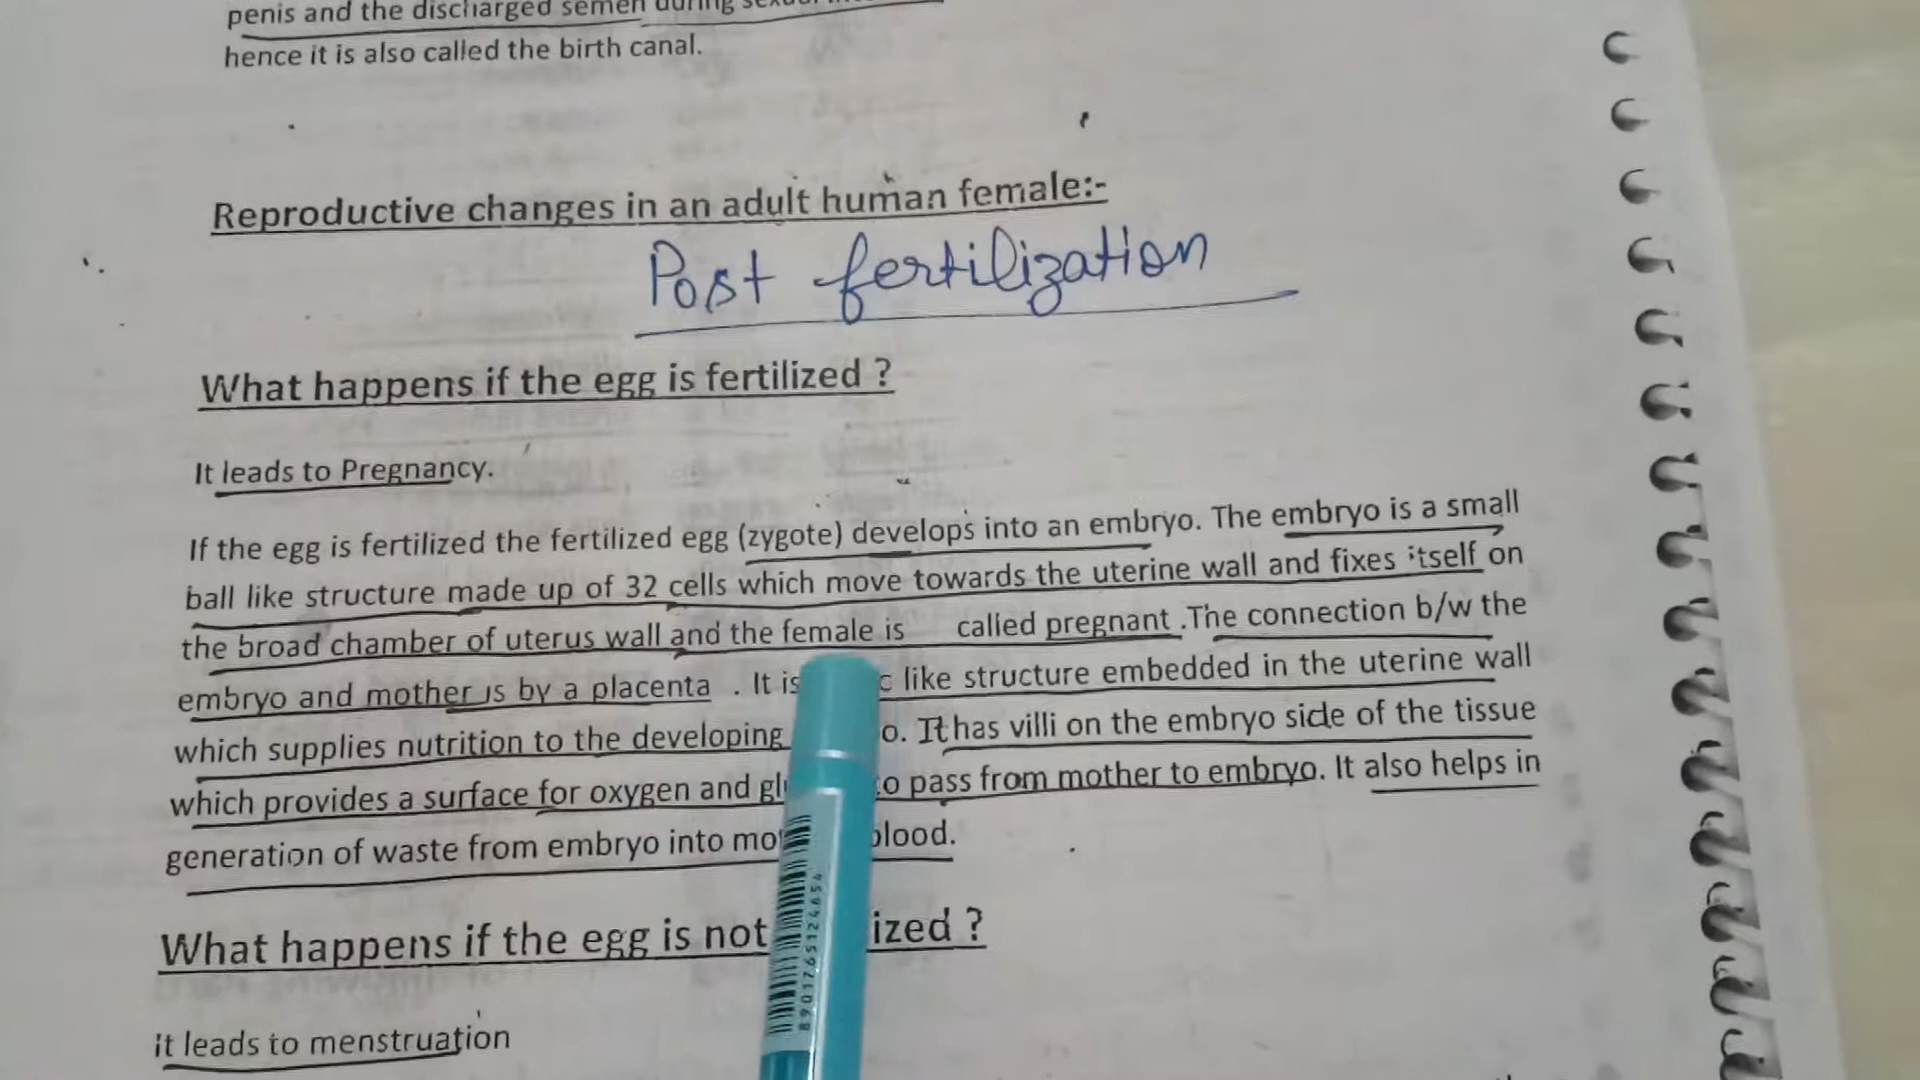 penis and the discharged semen during
hence it is also called the birth canal.
Reproductive changes in an adult human female:-
Post fertilization
What happens if the egg is fertilized ?
It leads to Pregnancy.
If the egg is fertilized the fertilized egg (zygote) develops into an embryo. The embryo is a small
ball like structure made up of 32 cells which move towards the uterine wall and fixes itself on
the broad chamber of uterus wall and the female is called pregnant .The connection b/w the
embryo and mother is by a placenta . It is like structure embedded in the uterine wall
which supplies nutrition to the developing o. It has villi on the embryo side of the tissue
which provides a surface for oxygen and gl o pass from mother to embryo. It also helps in
generation of waste from embryo into mo blood.
What happens if the egg is not ized ?
it leads to menstruation
8901765124654